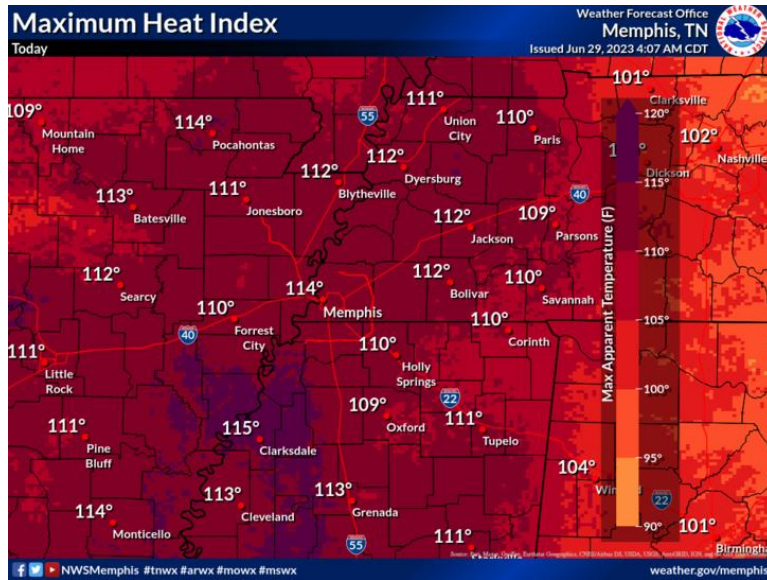 Maximum Heat Index
Today
Weather Forecast Office
Memphis, TN
Issued Jun 29, 2023 4:07 AM CDT
109°
Mountain
Home
114°
Pocahontas
55
111°
Union
City
110°
Paris
101°
Clarksville
120°
102°
Nashville
Dickson
115°
113°
Batesville
111°
Jonesboro
112°
Blytheville
112°
Dyersburg
40
112°
Jackson
109°
Parsons
110°
112°
Searcy
110°
Forrest
City
114°
Memphis
112°
Bolivar
110°
Savannah
110°
Corinth
105°
Max Apparent Temperature (F)
40
111°
Little
Rock
110°
Holly
Springs
22
100°
111°
Pine
Bluff
115°
Clarksdale
109°
Oxford
111°
Tupelo
95°
104°
22
90°
114°
Monticello
113°
Cleveland
113°
Grenada
55
111°
101°
Birmingha
NWSMemphis #tnwx #arwx #mowx #mswx
weather.gov/memphis